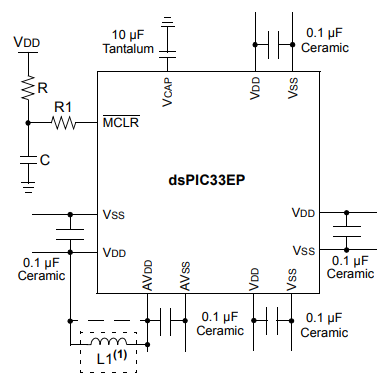 10 µF
Tantalum
0.1 µF
Ceramic
VDD
R
R1
C
VCAP
VDD
VSS
MCLR
dsPIC33EP
VSS
VDD
VDD
VSS
0.1 µF
Ceramic
0.1 µF
Ceramic
AVDD
AVSS
VDD
VSS
0.1 µF
Ceramic
0.1 µF
Ceramic
L1(1)